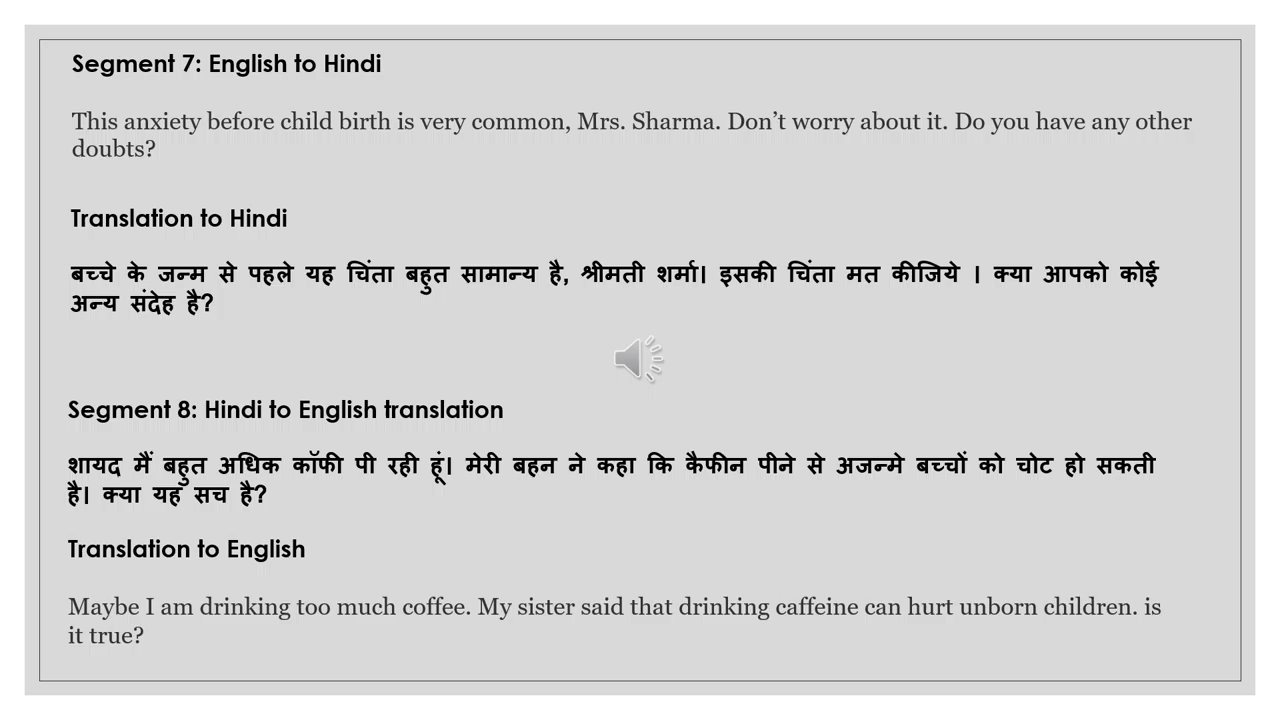 Segment 7: English to Hindi
This anxiety before child birth is very common, Mrs. Sharma. Don’t worry about it. Do you have any other
doubts?
Translation to Hindi
बच्चे के जन्म से पहले यह चिंता बहुत सामान्य है, श्रीमती शर्मा। इसकी चिंता मत कीजिये । क्या आपको कोई
अन्य संदेह है?
Segment 8: Hindi to English translation
शायद मैं बहुत अधिक कॉफी पी रही हूं। मेरी बहन ने कहा कि कैफीन पीने से अजन्मे बच्चों को चोट हो सकती
है। क्या यह सच है?
Translation to English
Maybe I am drinking too much coffee. My sister said that drinking caffeine can hurt unborn children. is
it true?